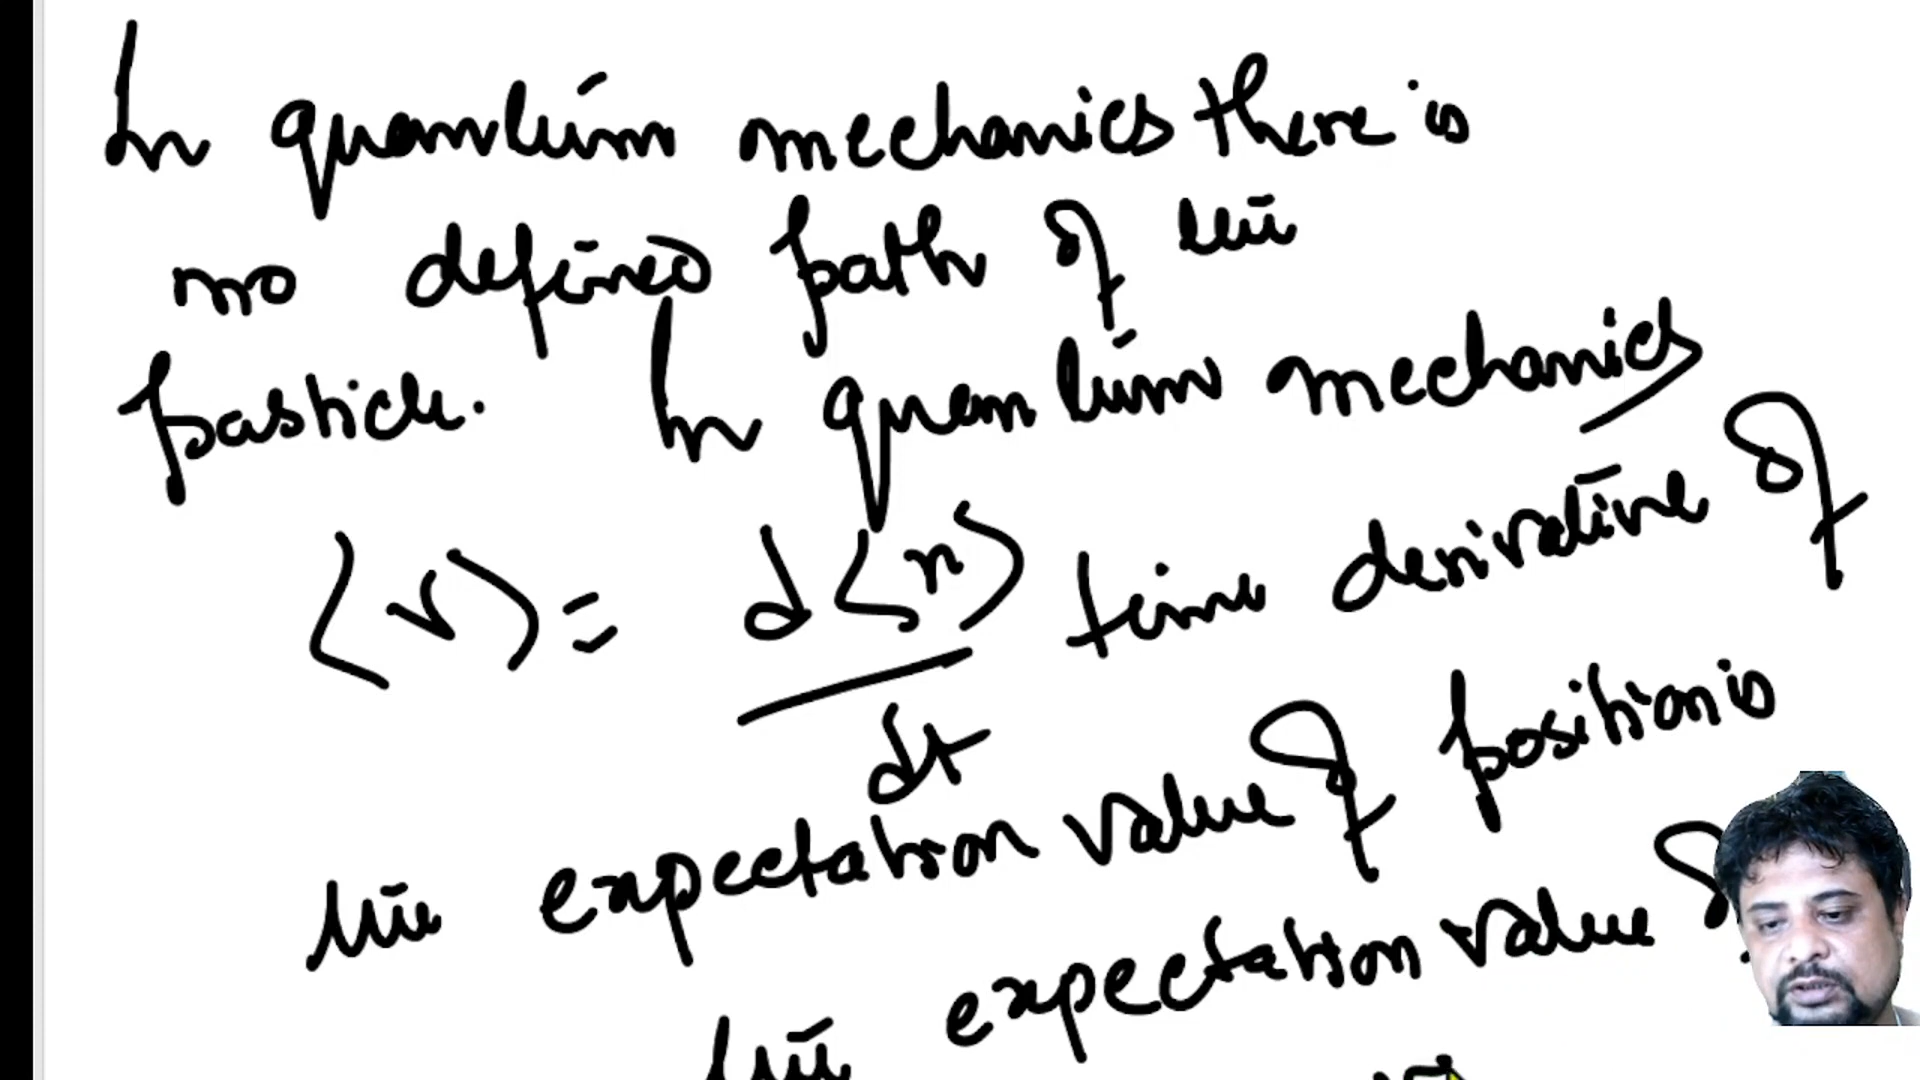 In quantum mechanics there is
no defined path of the
particle. In quantum mechanics
⟨v⟩ = d⟨x⟩/dt time derivative of
the expectation value of position is
the expectation value of